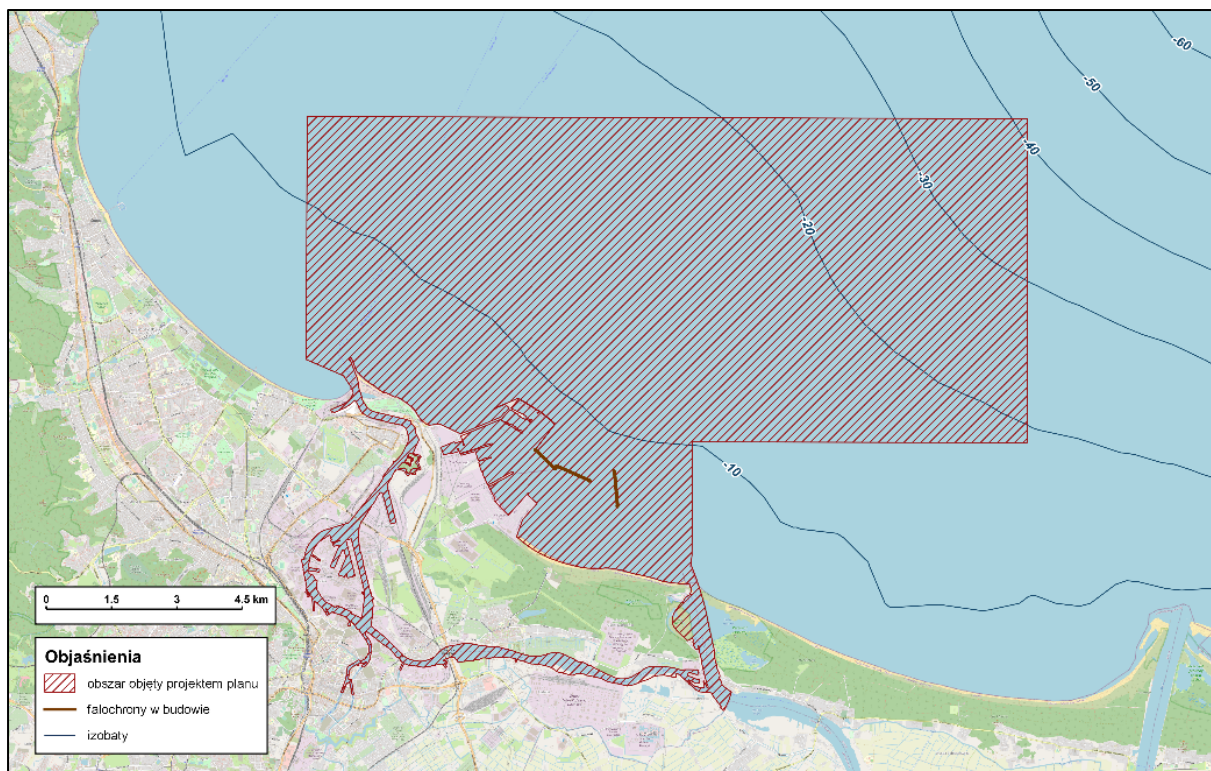 -60
-50
-40
-30
-20
-10
0 1.5 3 4.5 km
Objaśnienia
obszar objęty projektem planu
falochrony w budowie
izobaty